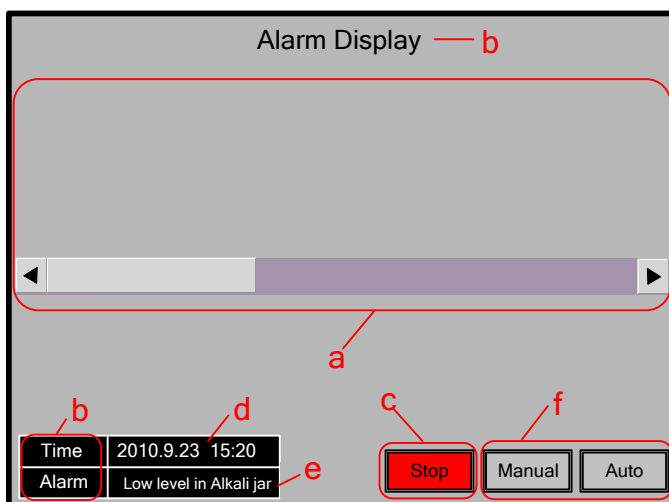 Alarm Display b
a
b d
Time 2010.9.23 15:20
Alarm Low level in Alkali jar e
c f
Stop Manual Auto